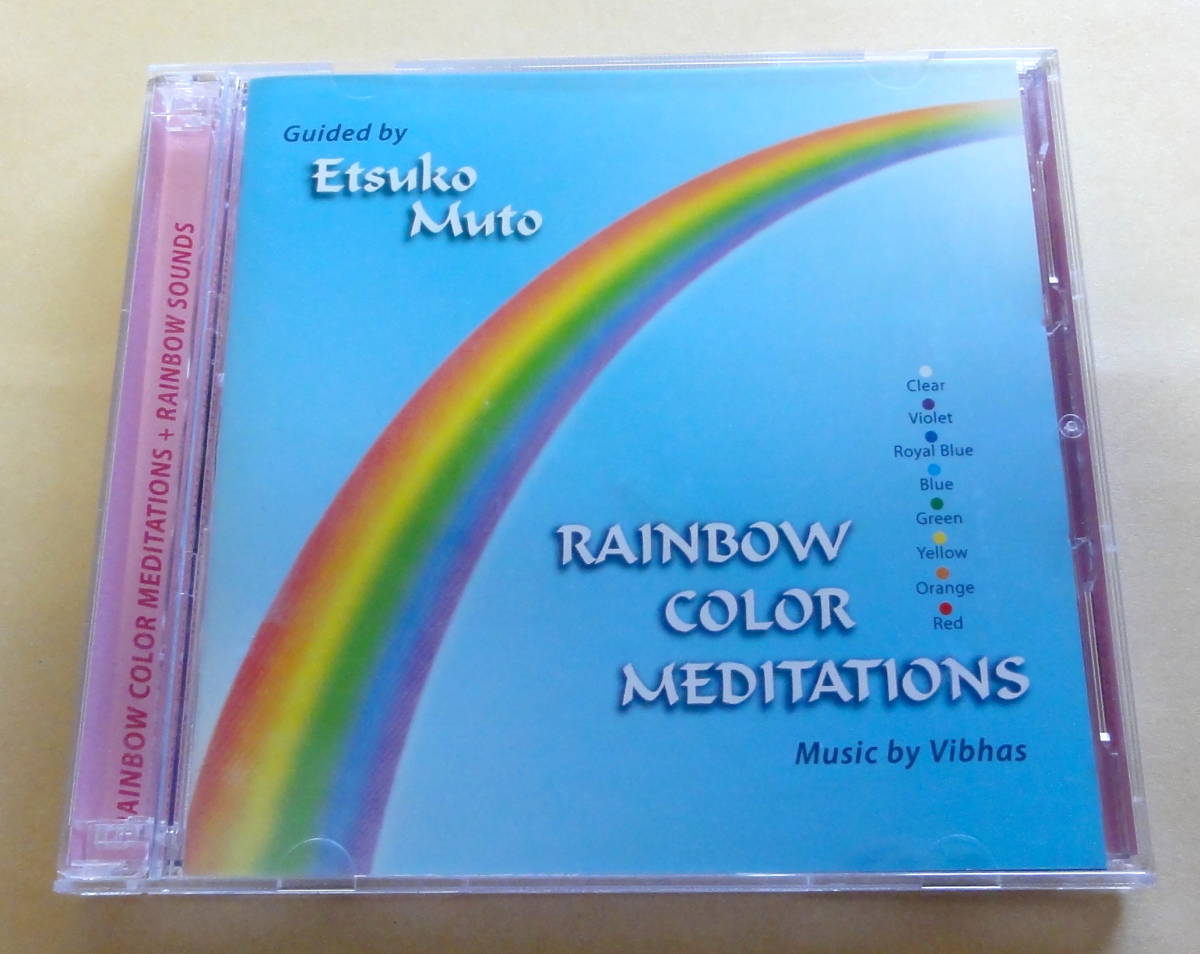 Guided by
Etsuko
Muto
Clear
Violet
Royal Blue
Blue
Green
Yellow
Orange
Red
RAINBOW
COLOR
MEDITATIONS
Music by Vibhas
RAINBOW COLOR MEDITATIONS + RAINBOW SOUNDS